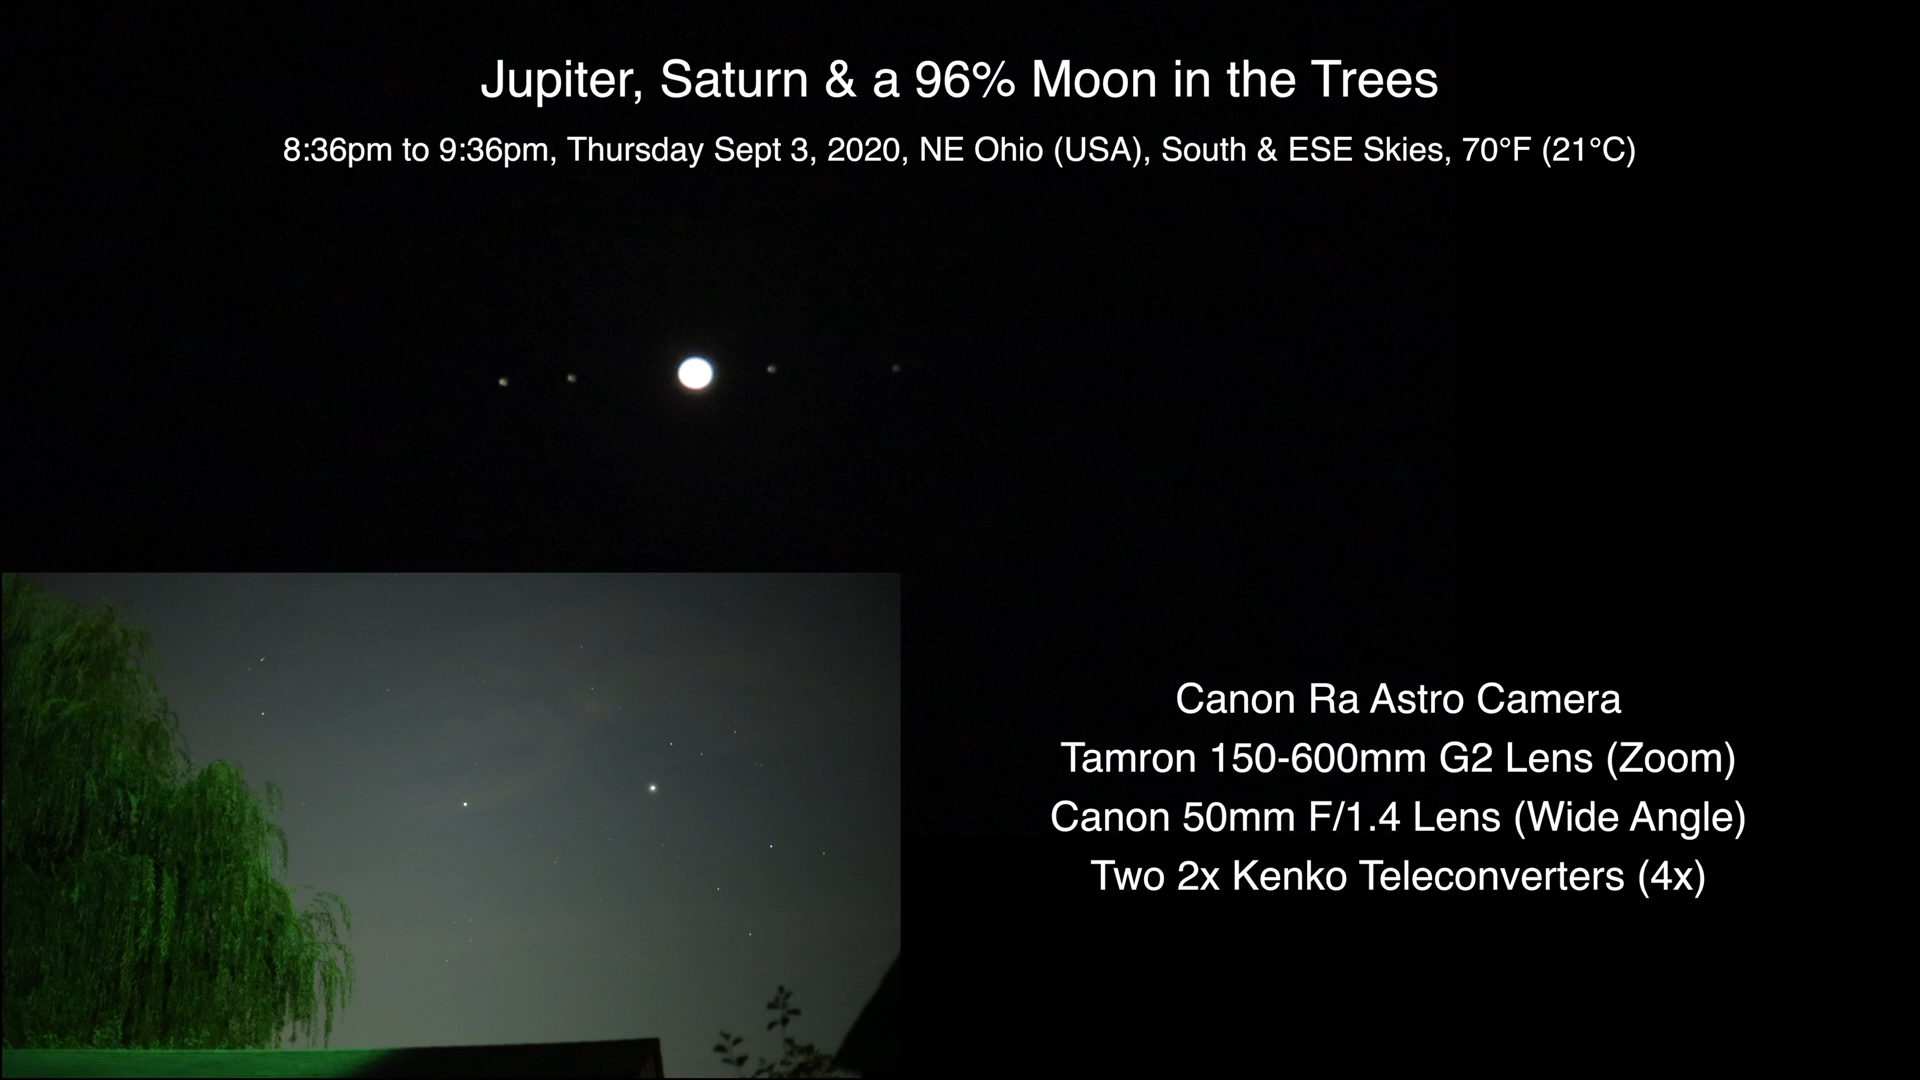 Jupiter, Saturn & a 96% Moon in the Trees
8:36pm to 9:36pm, Thursday Sept 3, 2020, NE Ohio (USA), South & ESE Skies, 70°F (21°C)
Canon Ra Astro Camera
Tamron 150-600mm G2 Lens (Zoom)
Canon 50mm F/1.4 Lens (Wide Angle)
Two 2x Kenko Teleconverters (4x)